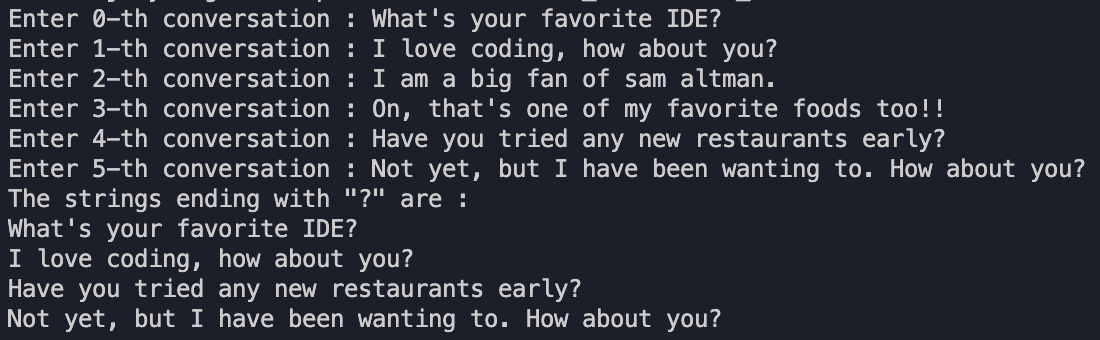 Enter 0-th conversation : What's your favorite IDE?
Enter 1-th conversation : I love coding, how about you?
Enter 2-th conversation : I am a big fan of sam altman.
Enter 3-th conversation : On, that's one of my favorite foods too!!
Enter 4-th conversation : Have you tried any new restaurants early?
Enter 5-th conversation : Not yet, but I have been wanting to. How about you?
The strings ending with "?" are :
What's your favorite IDE?
I love coding, how about you?
Have you tried any new restaurants early?
Not yet, but I have been wanting to. How about you?